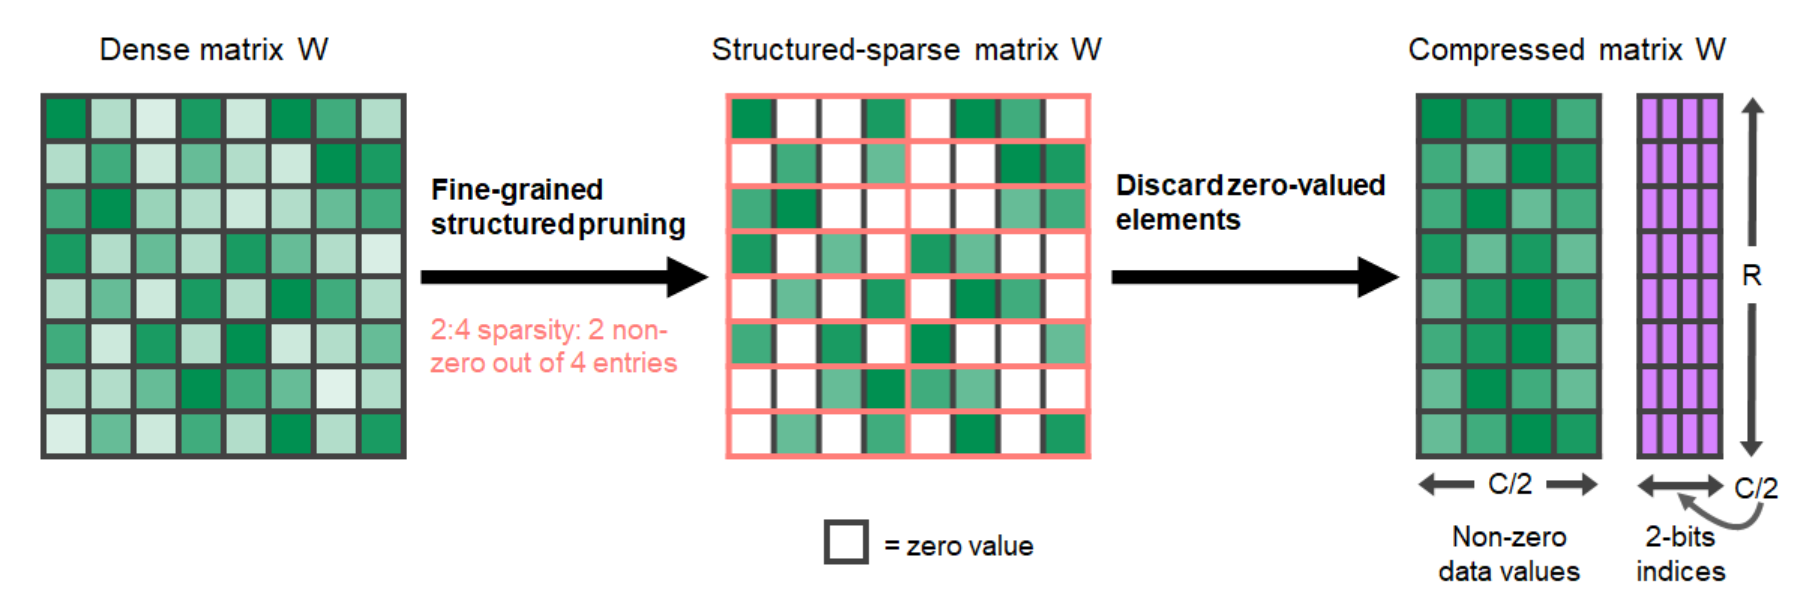 Dense matrix W
Structured-sparse matrix W
Compressed matrix W
Fine-grained
structured pruning
2:4 sparsity: 2 non-
zero out of 4 entries
Discard zero-valued
elements
R
C/2
C/2
Non-zero
data values
2-bits
indices
= zero value